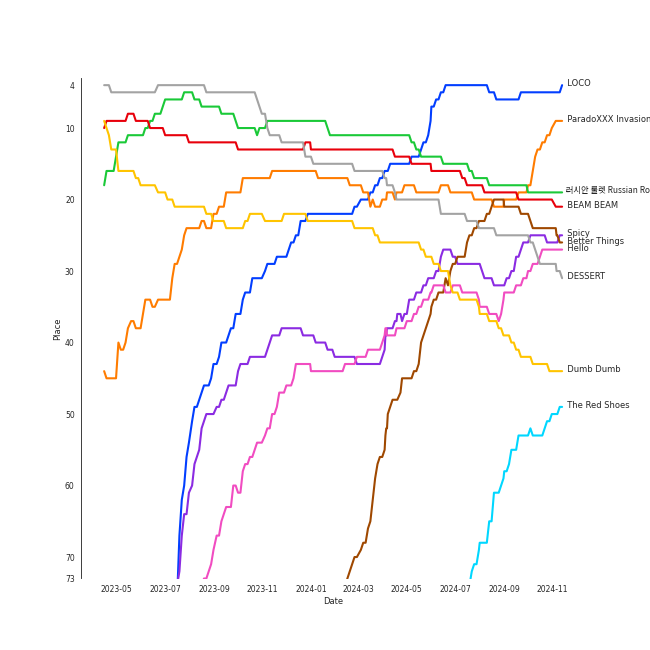 4
10
20
30
40
50
60
70
73
Place
2023-05
2023-07
2023-09
2023-11
2024-01
2024-03
2024-05
2024-07
2024-09
2024-11
Date
LOCO
ParadoXXX Invasion
러시안 룰렛 Russian Ro
BEAM BEAM
Spicy
Better Things
Hello
DESSERT
Dumb Dumb
The Red Shoes